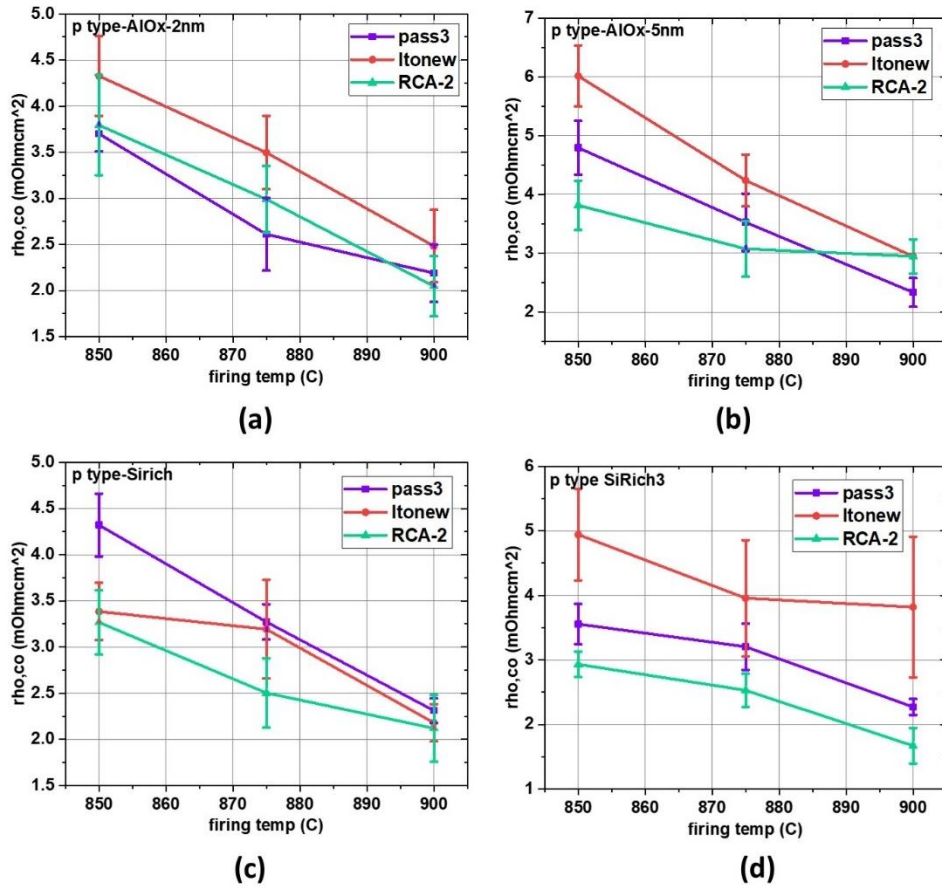 p type-AlOx-2nm
pass3
Itonew
RCA-2
rho,co (mOhmcm^2)
5.0
4.5
4.0
3.5
3.0
2.5
2.0
1.5
850 860 870 880 890 900
firing temp (C)
(a)
p type-AlOx-5nm
pass3
Itonew
RCA-2
rho,co (mOhmcm^2)
7
6
5
4
3
2
850 860 870 880 890 900
firing temp (C)
(b)
p type-Sirich
pass3
Itonew
RCA-2
rho,co (mOhmcm^2)
5.0
4.5
4.0
3.5
3.0
2.5
2.0
1.5
850 860 870 880 890 900
firing temp (C)
(c)
p type SiRich3
pass3
Itonew
RCA-2
rho,co (mOhmcm^2)
6
5
4
3
2
1
850 860 870 880 890 900
firing temp (C)
(d)